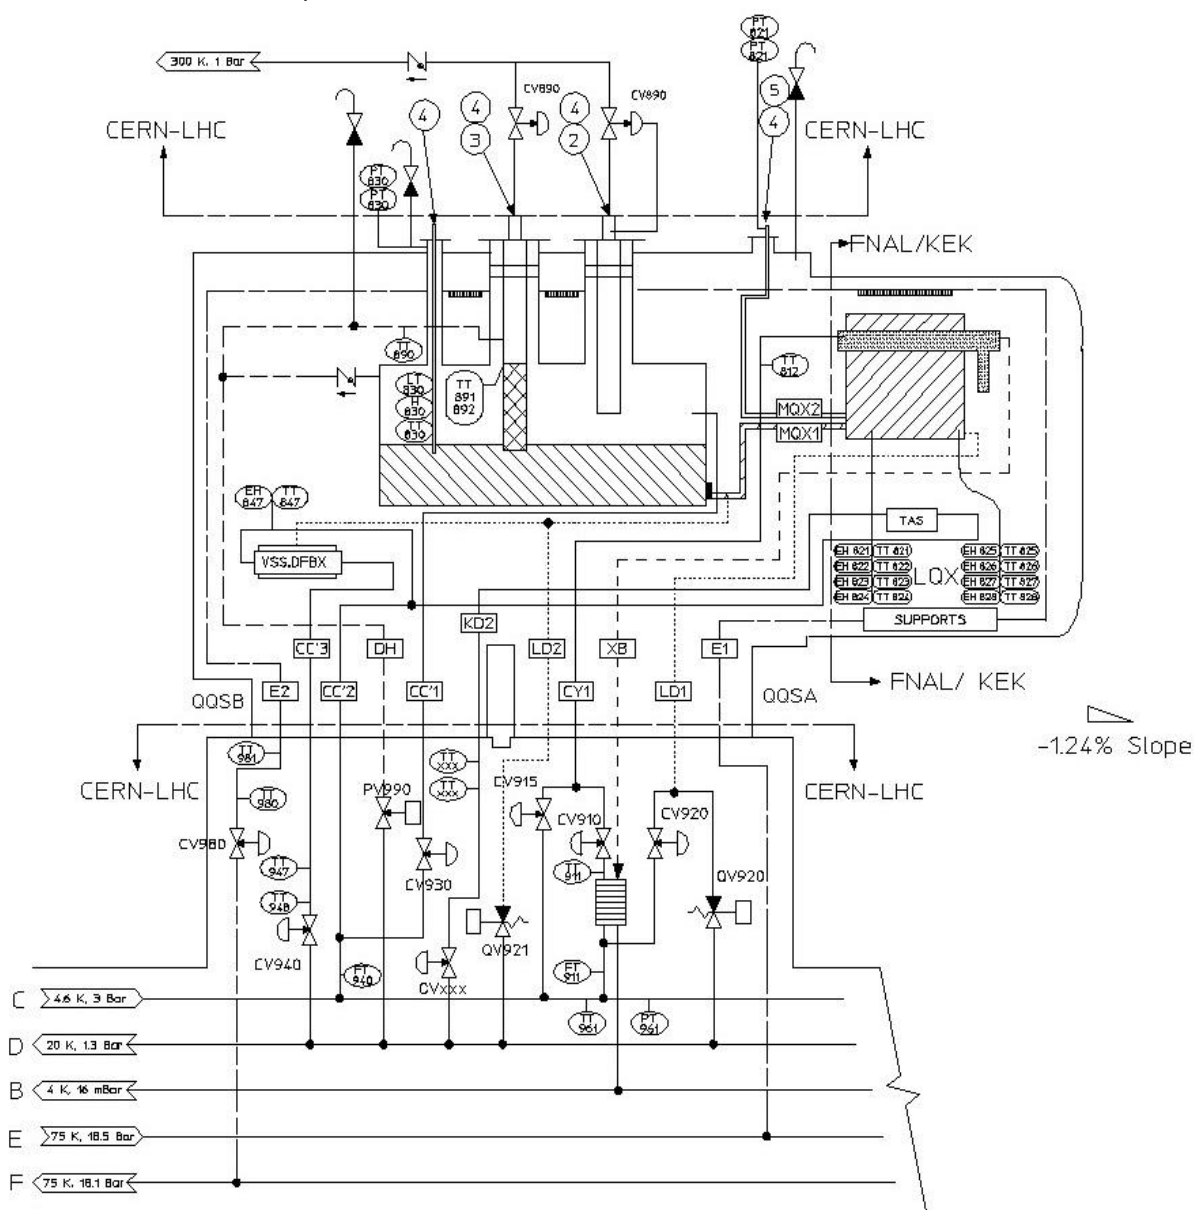 PT
821
PT
821
300 K, 1 Bar
CV890
CV890
5
4
4
4
4
3
2
CERN-LHC
CERN-LHC
PT
830
PT
830
FNAL/KEK
TT
890
TT
812
LT
830
H
830
TT
830
TT
891
892
MQX2
MQX1
EH
847
TT
847
TAS
VSS.DFBX
EH 821 TT 821
EH 822 TT 822
EH 823 TT 823
EH 824 TT 824
LQX
EH 825 TT 825
EH 826 TT 826
EH 827 TT 827
EH 828 TT 828
SUPPORTS
KD2
CC'3
DH
LD2
XB
E1
E2
CC'2
CC'1
CY1
LD1
QQSB
QQSA
FNAL/ KEK
-1.24% Slope
TT
981
TT
xxx
TT
xxx
CERN-LHC
CERN-LHC
TT
980
PV990
CV915
CV910
CV920
CV980
TT
947
CV930
TT
911
QV920
TT
948
CV940
QV921
FT
940
CVxxx
FT
911
C
4.6 K, 3 Bar
TT
961
PT
961
D
20 K, 1.3 Bar
B
4 K, 16 mBar
E
75 K, 18.5 Bar
F
75 K, 18.1 Bar